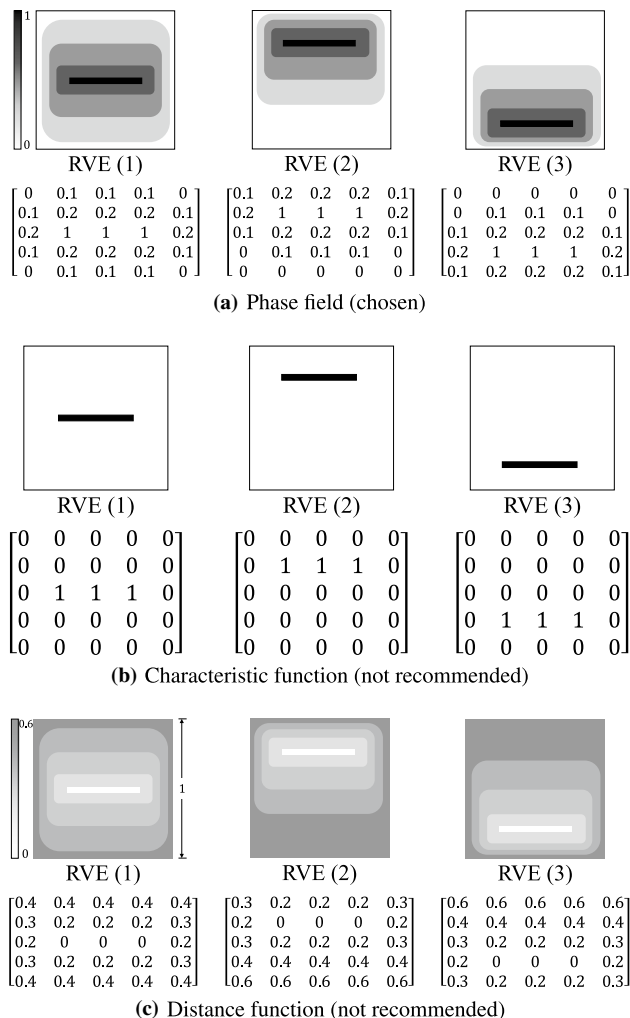 1
0
RVE (1) RVE (2) RVE (3)
0 0.1 0.1 0.1 0 0.1 0.2 0.2 0.2 0.1 0 0 0 0 0
0.1 0.2 0.2 0.2 0.1 0.2 1 1 1 0.2 0 0.1 0.1 0.1 0
0.2 1 1 1 0.2 0.1 0.2 0.2 0.2 0.1 0.1 0.2 0.2 0.2 0.1
0.1 0.2 0.2 0.2 0.1 0 0.1 0.1 0.1 0 0.2 1 1 1 0.2
0 0.1 0.1 0.1 0 0 0 0 0 0 0.1 0.2 0.2 0.2 0.1
(a) Phase field (chosen)
RVE (1) RVE (2) RVE (3)
0 0 0 0 0 0 0 0 0 0 0 0 0 0 0
0 0 0 0 0 0 1 1 1 0 0 0 0 0 0
0 1 1 1 0 0 0 0 0 0 0 0 0 0 0
0 0 0 0 0 0 0 0 0 0 0 1 1 1 0
0 0 0 0 0 0 0 0 0 0 0 0 0 0 0
(b) Characteristic function (not recommended)
0.6
1
0
RVE (1) RVE (2) RVE (3)
0.4 0.4 0.4 0.4 0.4 0.3 0.2 0.2 0.2 0.3 0.6 0.6 0.6 0.6 0.6
0.3 0.2 0.2 0.2 0.3 0.2 0 0 0 0.2 0.4 0.4 0.4 0.4 0.4
0.2 0 0 0 0.2 0.3 0.2 0.2 0.2 0.3 0.3 0.2 0.2 0.2 0.3
0.3 0.2 0.2 0.2 0.3 0.4 0.4 0.4 0.4 0.4 0.2 0 0 0 0.2
0.4 0.4 0.4 0.4 0.4 0.6 0.6 0.6 0.6 0.6 0.3 0.2 0.2 0.2 0.3
(c) Distance function (not recommended)